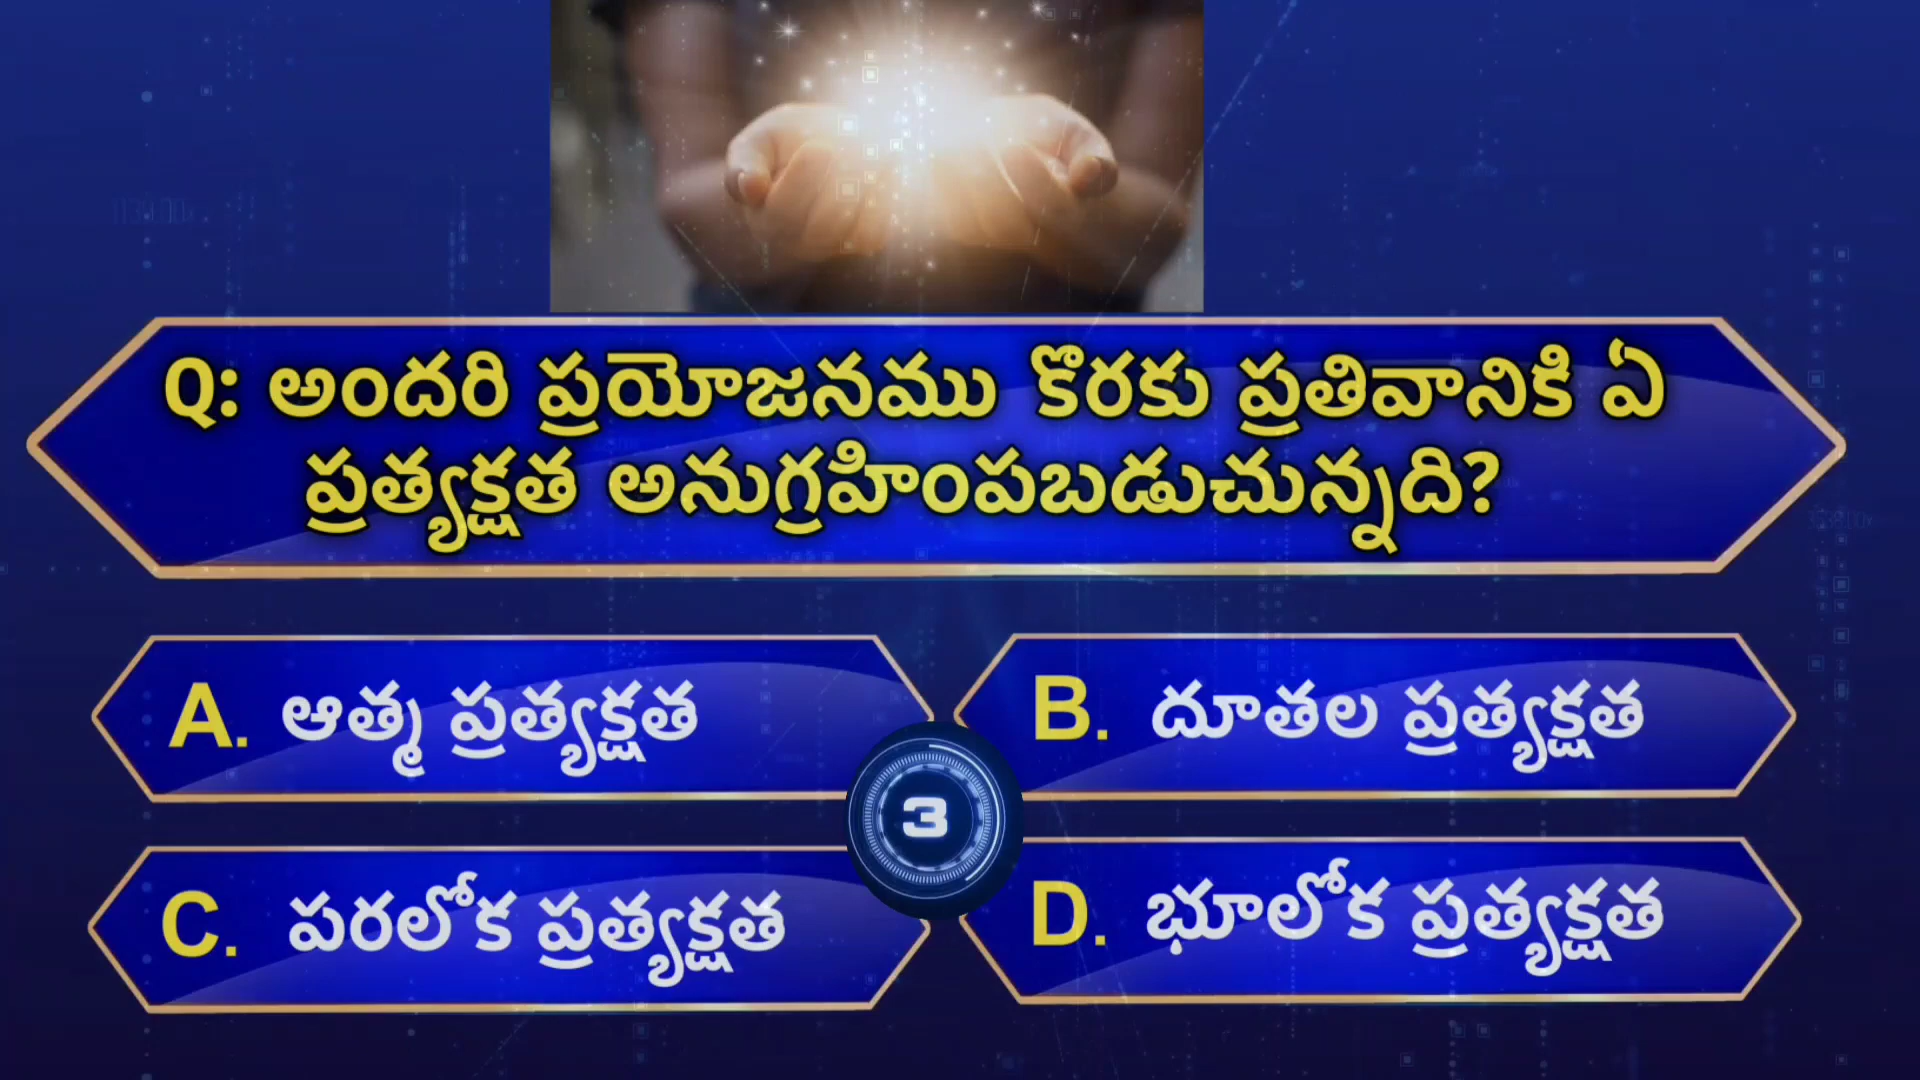 Q: అందరి ప్రయోజనము కొరకు ప్రతివానికి ఏ
ప్రత్యక్షత అనుగ్రహింపబడుచున్నది?
A. ఆత్మ ప్రత్యక్షత
B. దూతల ప్రత్యక్షత
3
C. పరలోక ప్రత్యక్షత
D. భూలోక ప్రత్యక్షత